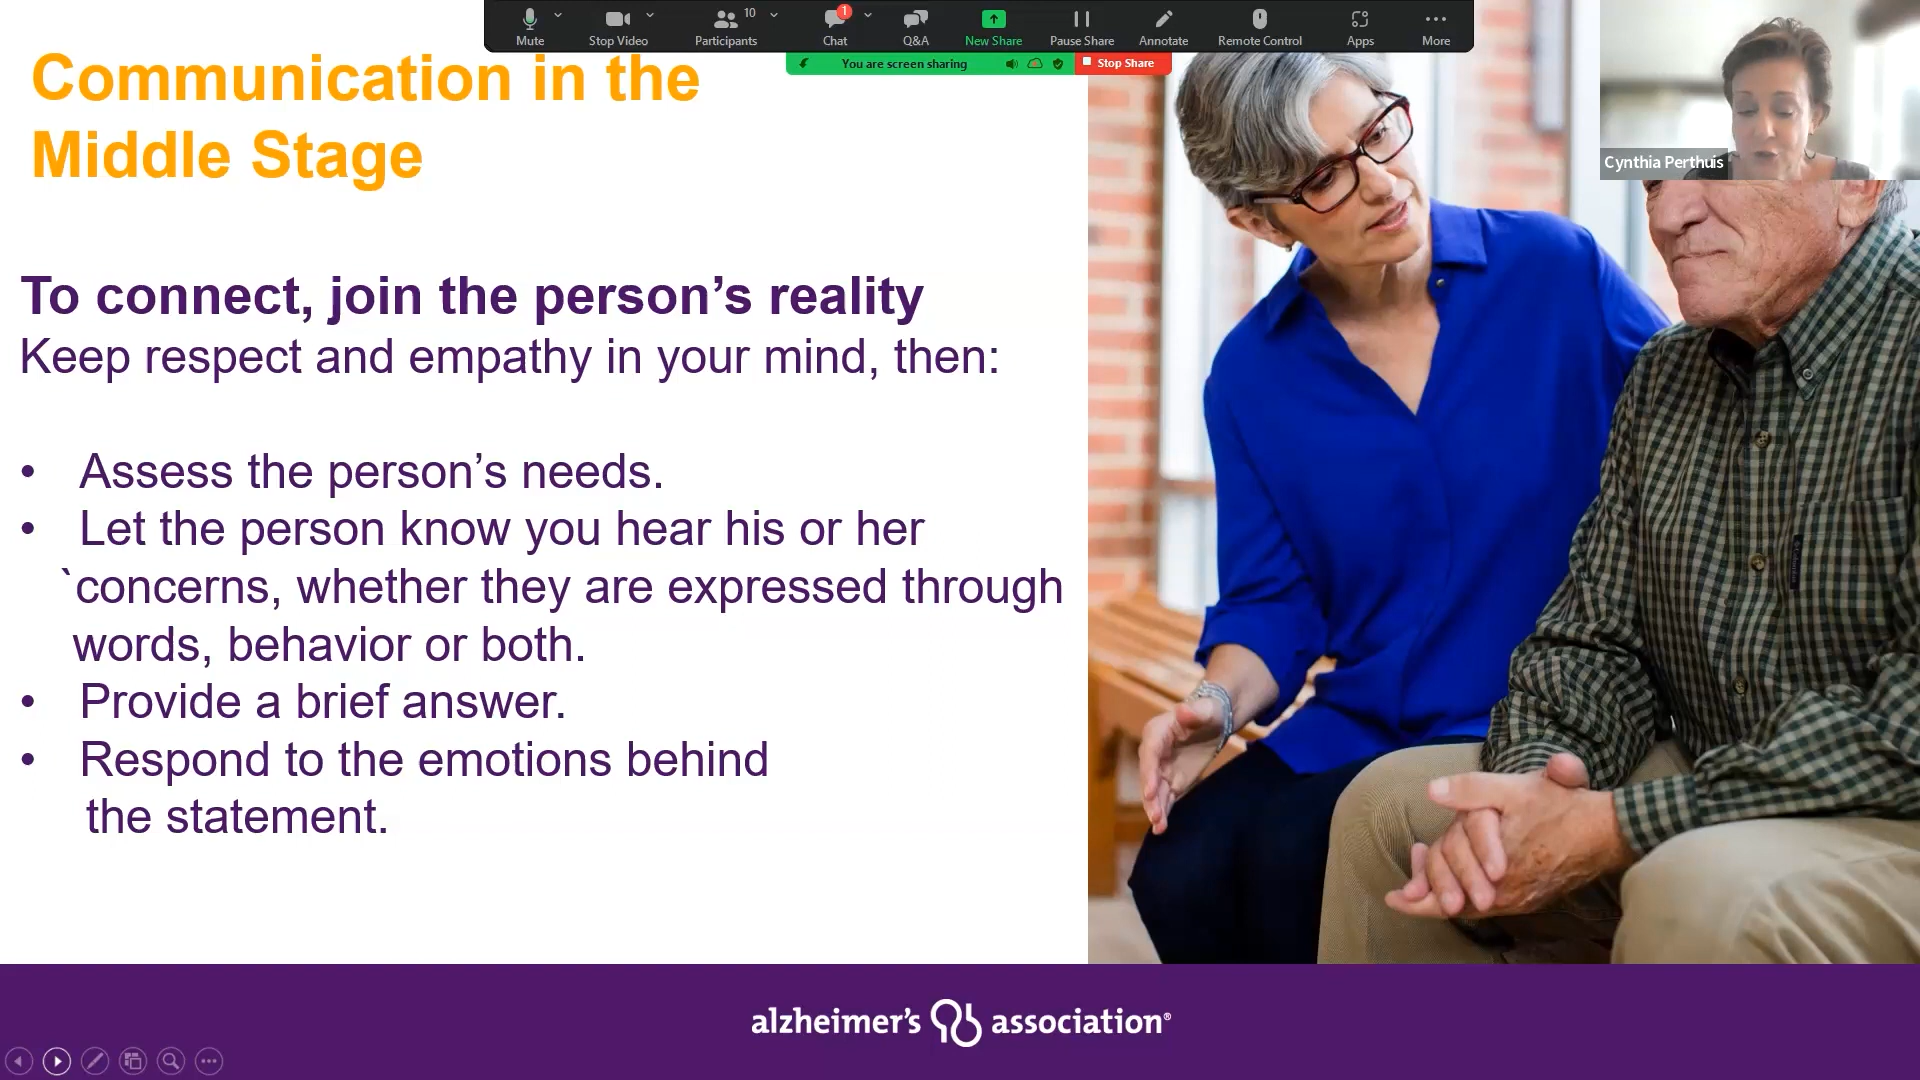 Mute
Stop Video
Participants
10
Chat
1
Q&A
New Share
Pause Share
Annotate
Remote Control
Apps
More
You are screen sharing
Stop Share
Cynthia Perthuis
Communication in the
Middle Stage
To connect, join the person’s reality
Keep respect and empathy in your mind, then:
• Assess the person’s needs.
• Let the person know you hear his or her
`concerns, whether they are expressed through
words, behavior or both.
• Provide a brief answer.
• Respond to the emotions behind
the statement.
alzheimer’s association®